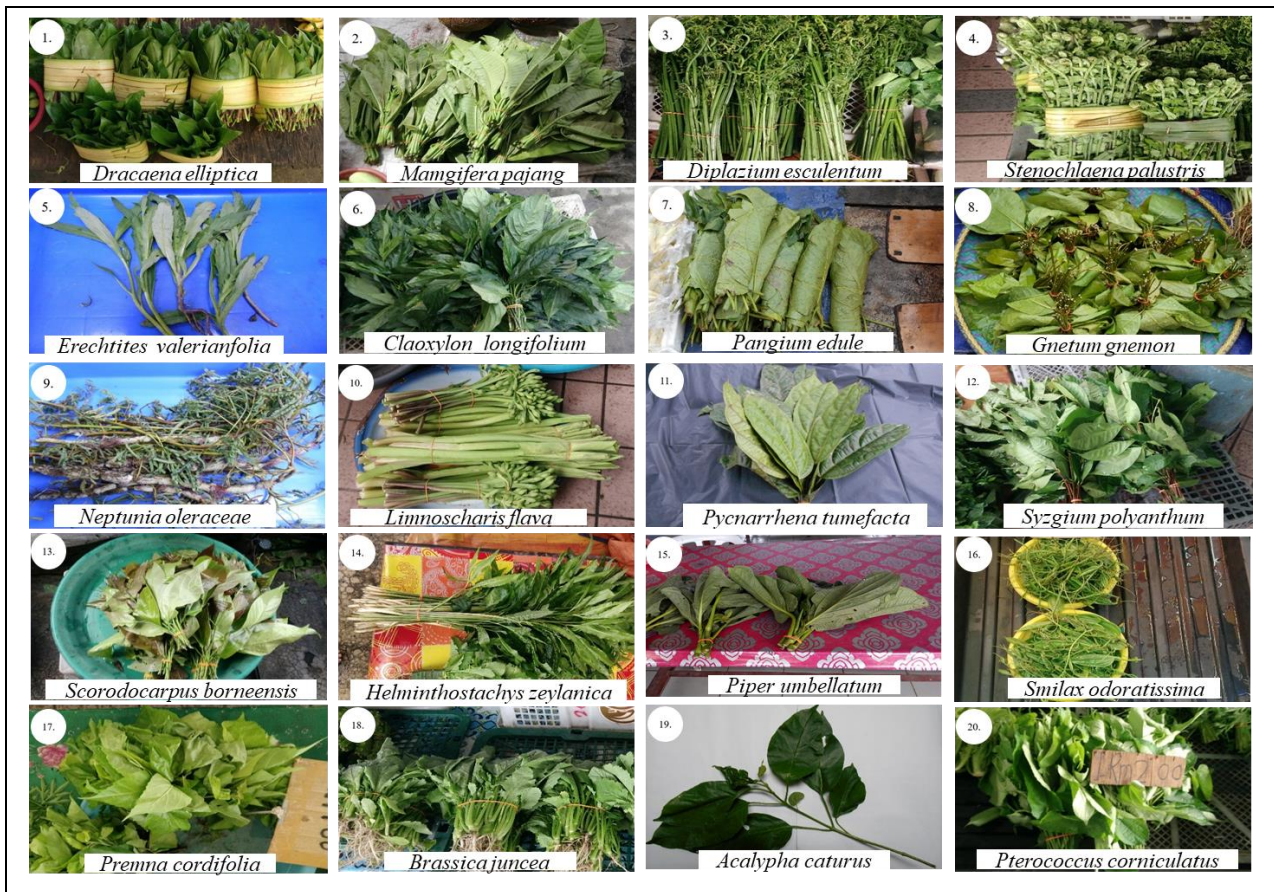 1.
Dracaena elliptica
2.
Mamgifera pajang
3.
Diplazium esculentum
4.
Stenochlaena palustris
5.
Erechtites valerianfolia
6.
Claoxylon longifolium
7.
Pangium edule
8.
Gnetum gnemon
9.
Neptunia oleraceae
10.
Limnoscharis flava
11.
Pycnarrhena tumefacta
12.
Syzgium polyanthum
13.
Scorodocarpus borneensis
14.
Helminthostachys zeylanica
15.
Piper umbellatum
16.
Smilax odoratissima
17.
Premna cordifolia
18.
Brassica juncea
19.
Acalypha caturus
20.
Pterococcus corniculatus